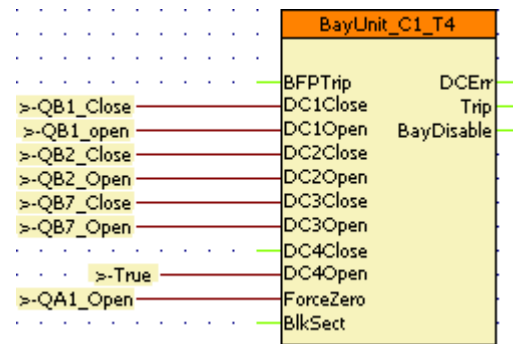 BayUnit_C1_T4
BFPTrip DCErr
>-QB1_Close DC1Close Trip
>-QB1_open DC1Open BayDisable
>-QB2_Close DC2Close
>-QB2_Open DC2Open
>-QB7_Close DC3Close
>-QB7_Open DC3Open
DC4Close
>-True DC4Open
>-QA1_Open ForceZero
BlkSect